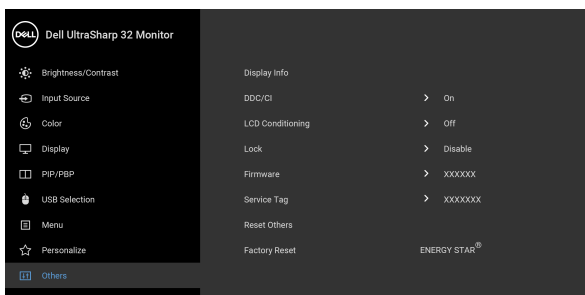 DELL Dell UltraSharp 32 Monitor
Brightness/Contrast Display Info
Input Source DDC/CI > On
Color LCD Conditioning > Off
Display Lock > Disable
PIP/PBP Firmware > XXXXXX
USB Selection Service Tag > XXXXXXX
Menu Reset Others
Personalize Factory Reset ENERGY STAR®
Others